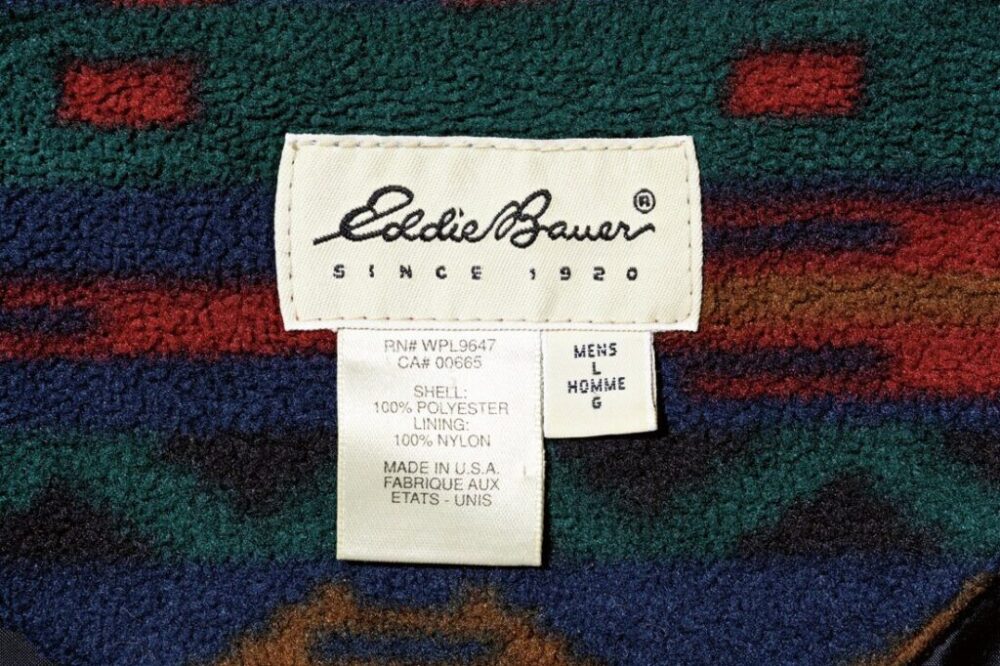 Eddie Bauer®
SINCE 1920
RN# WPL9647
CA# 00665
SHELL:
100% POLYESTER
LINING:
100% NYLON
MADE IN U.S.A.
FABRIQUE AUX
ETATS - UNIS
MENS
L
HOMME
G